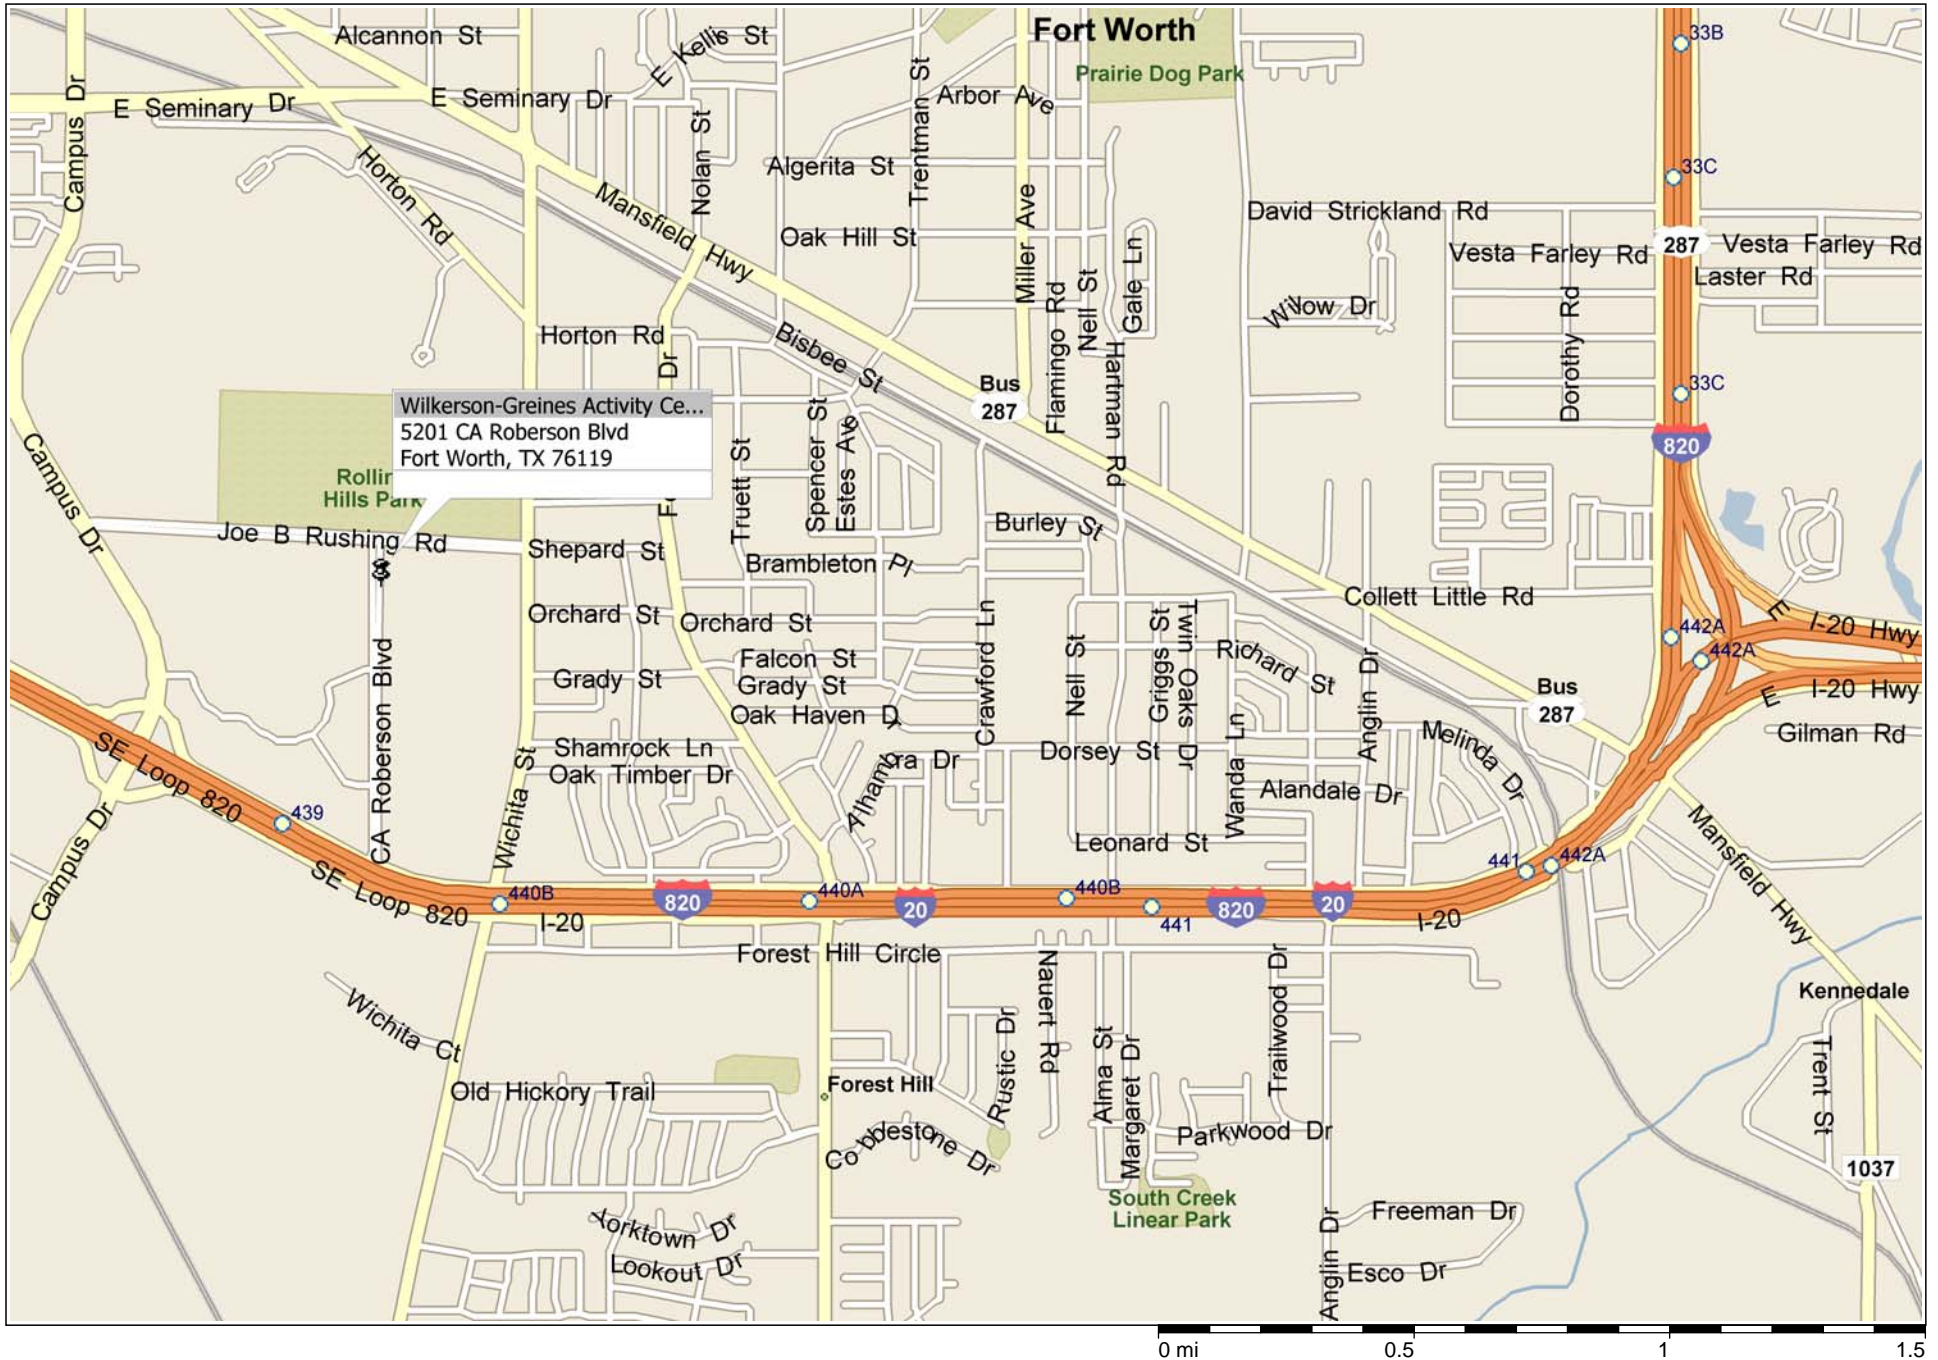 Alcannon St
E Kellis St
Fort Worth
33B
Prairie Dog Park
Campus Dr
E Seminary Dr
E Seminary Dr
Nolan St
Trentman St
Arbor Ave
Horton Rd
Algerita St
33C
Mansfield Hwy
Miller Ave
David Strickland Rd
Oak Hill St
Gale Ln
Vesta Farley Rd
287
Vesta Farley Rd
Laster Rd
Flamingo Rd
Nell St
Willow Dr
Dorothy Rd
Horton Rd
Bisbee St
Hartman Rd
Dr
Bus
287
33C
Wilkerson-Greines Activity Ce...
5201 CA Roberson Blvd
Fort Worth, TX 76119
Spencer St
Estes Ave
Truett St
820
Campus Dr
Rollin
Hills Park
Joe B Rushing Rd
Shepard St
Burley St
Brambleton Pl
Collett Little Rd
E I-20 Hwy
Orchard St
Orchard St
Crawford Ln
Nell St
Griggs St
Twin Oaks Dr
Richard St
442A
442A
CA Roberson Blvd
Falcon St
Grady St
Grady St
Anglin Dr
E I-20 Hwy
Bus
287
Oak Haven Dr
Gilman Rd
Melinda Dr
Wanda Ln
SE Loop 820
Shamrock Ln
Oak Timber Dr
Wichita St
Alhambra Dr
Dorsey St
Alandale Dr
439
Leonard St
Mansfield Hwy
Campus Dr
SE Loop 820
440B
I-20
820
440A
20
440B
441
820
20
I-20
441
442A
Forest Hill Circle
Nauert Rd
Trailwood Dr
Wichita Ct
Kennedale
Rustic Dr
Alma St
Margaret Dr
Trent St
Old Hickory Trail
Forest Hill
Cobblestone Dr
Parkwood Dr
1037
South Creek
Linear Park
Yorktown Dr
Freeman Dr
Anglin Dr
Lookout Dr
Esco Dr
0 mi 0.5 1 1.5